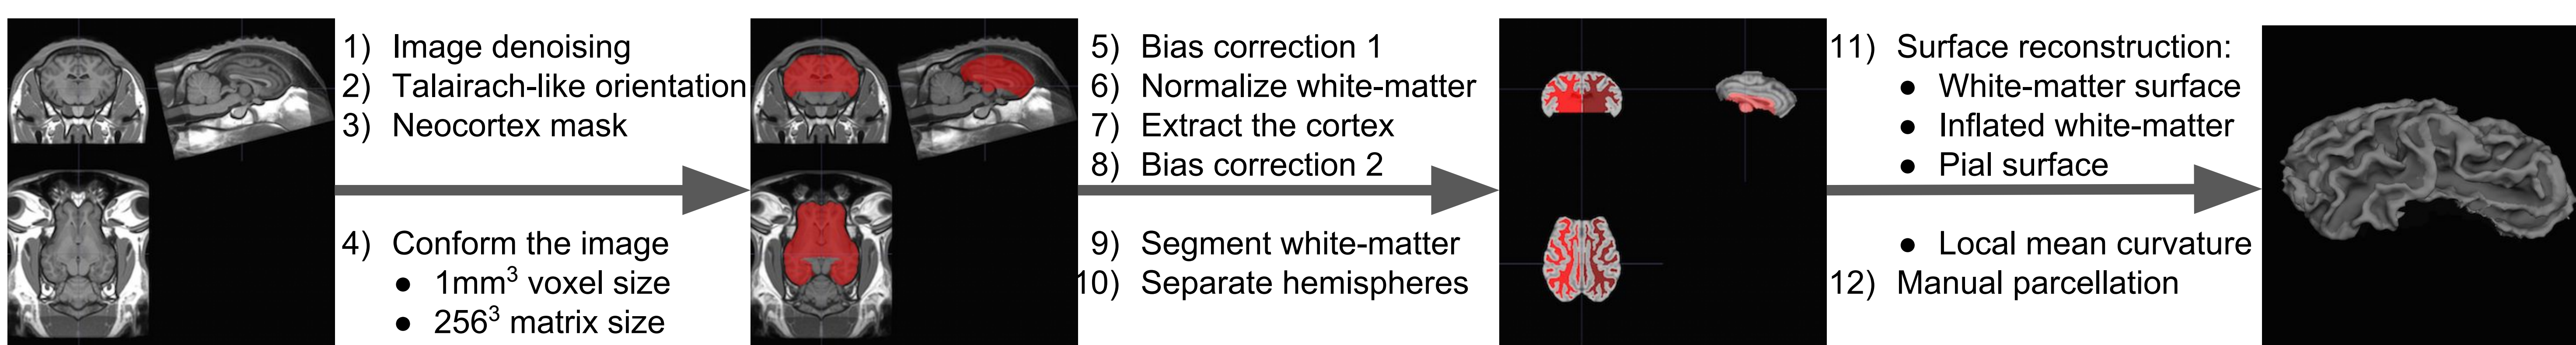 1) Image denoising
2) Talairach-like orientation
3) Neocortex mask
4) Conform the image
● 1mm³ voxel size
● 256³ matrix size
5) Bias correction 1
6) Normalize white-matter
7) Extract the cortex
8) Bias correction 2
9) Segment white-matter
10) Separate hemispheres
11) Surface reconstruction:
● White-matter surface
● Inflated white-matter
● Pial surface
● Local mean curvature
12) Manual parcellation